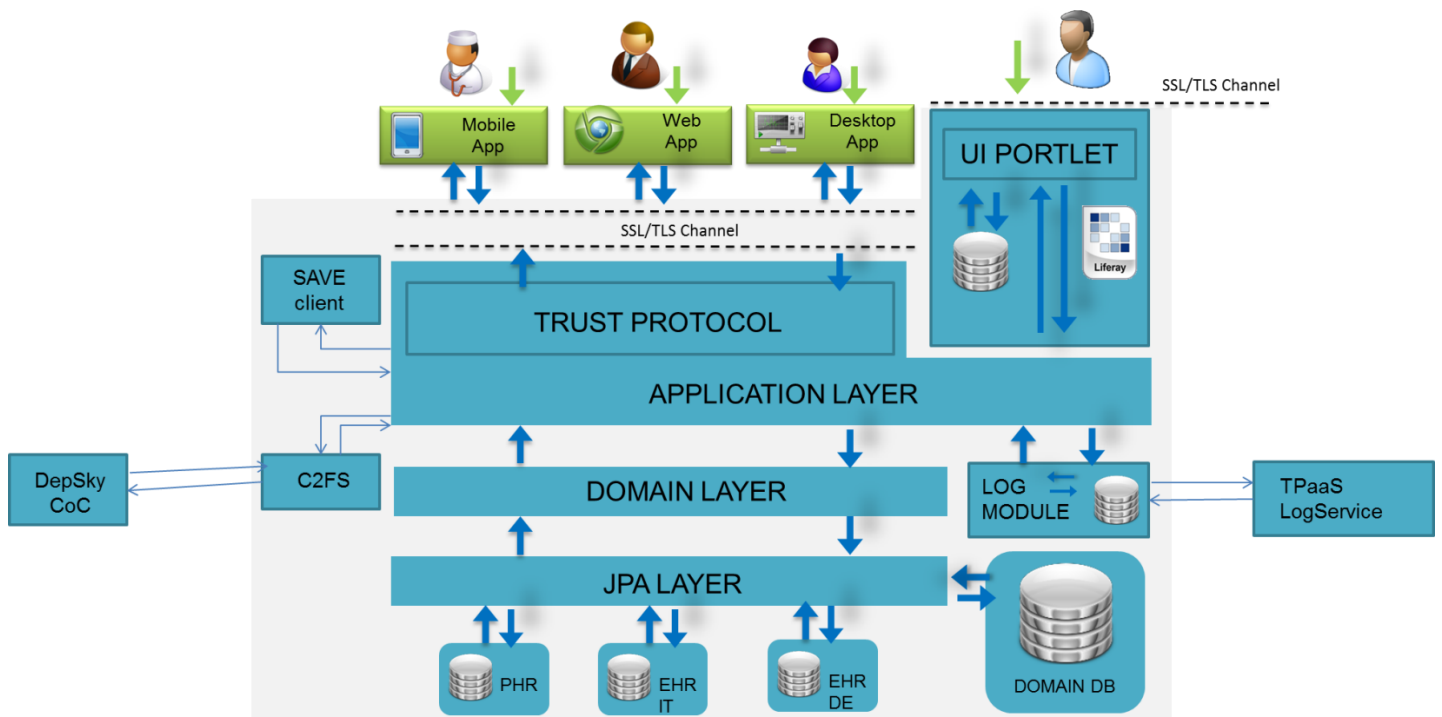 SSL/TLS Channel
Mobile
App
Web
App
Desktop
App
UI PORTLET
SSL/TLS Channel
Liferay
SAVE
client
TRUST PROTOCOL
APPLICATION LAYER
DepSky
CoC
C2FS
DOMAIN LAYER
LOG
MODULE
TPaaS
LogService
JPA LAYER
PHR
EHR
IT
EHR
DE
DOMAIN DB